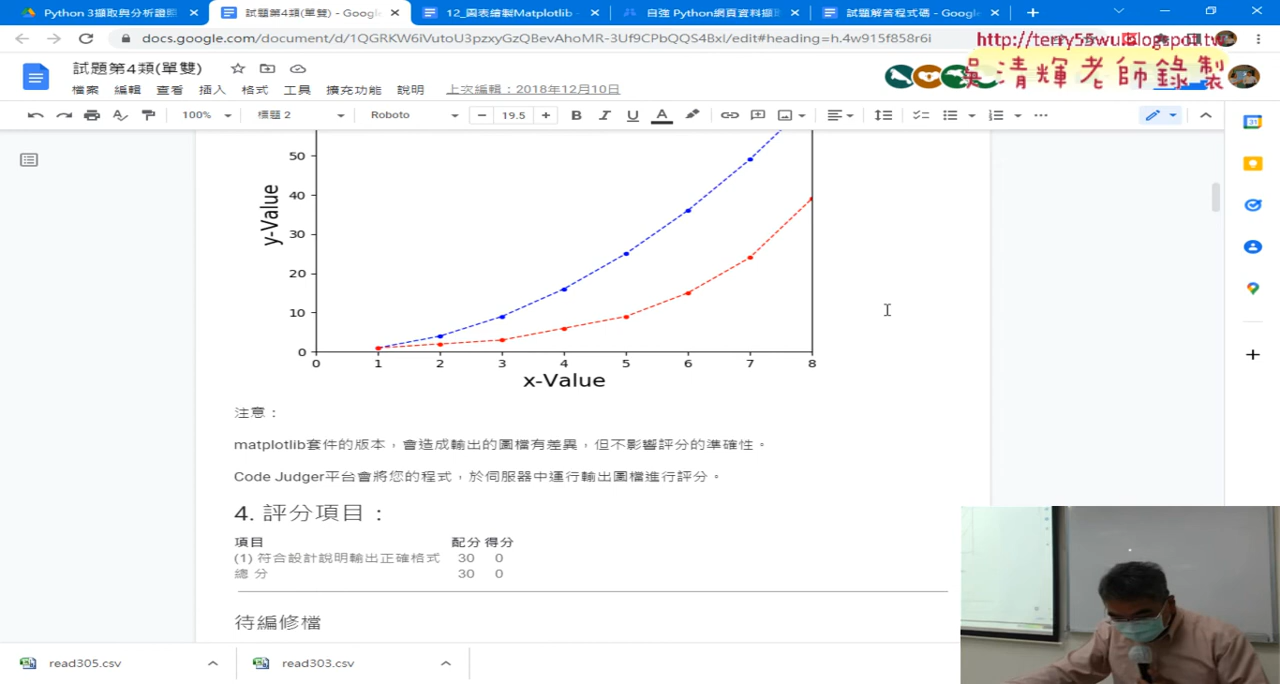 Python 3擷取與分析證照
試題第4類(單雙) - Googl
12_圖表繪製Matplotlib -
自強 Python網頁資料擷
試題解答程式碼 - Googl
docs.google.com/document/d/1QGRKW6iVutoU3pzxyGzQBevAhoMR-3Uf9CPbQQS4BxI/edit#heading=h.4w915f858r6i
http://terry55wu.blogspot.tw
吳清輝老師錄製
試題第4類(單雙)
檔案 編輯 查看 插入 格式 工具 擴充功能 說明 上次編輯：2018年12月10日
100% 標題 2 Roboto 19.5 B I U A
50
40
30
20
10
0
y-Value
0 1 2 3 4 5 6 7 8
x-Value
注意：
matplotlib套件的版本，會造成輸出的圖檔有差異，但不影響評分的準確性。
Code Judger平台會將您的程式，於伺服器中運行輸出圖檔進行評分。
4. 評分項目：
項目 配分 得分
(1) 符合設計說明輸出正確格式 30 0
總 分 30 0
待編修檔
read305.csv
read303.csv